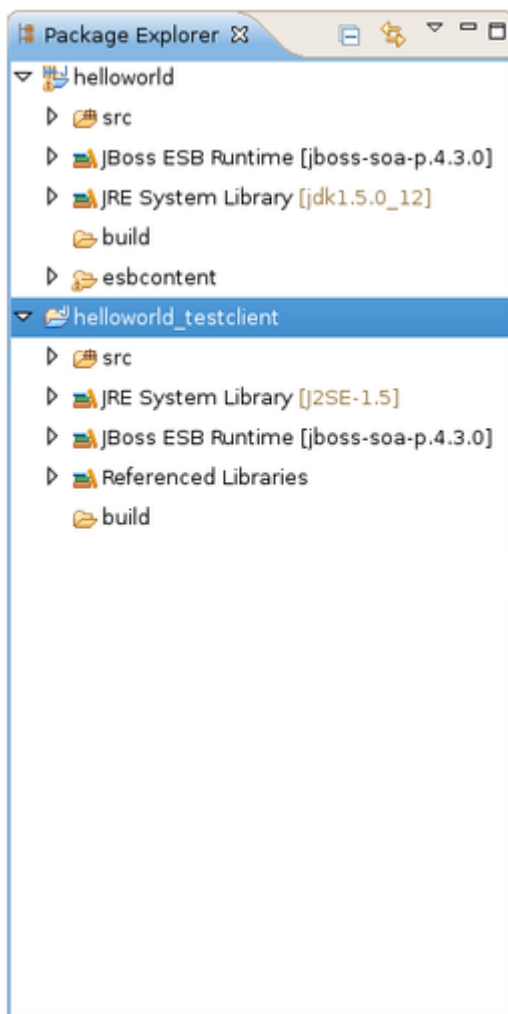 Package Explorer
helloworld
src
JBoss ESB Runtime [jboss-soa-p.4.3.0]
JRE System Library [jdk1.5.0_12]
build
esbcontent
helloworld_testclient
src
JRE System Library [J2SE-1.5]
JBoss ESB Runtime [jboss-soa-p.4.3.0]
Referenced Libraries
build